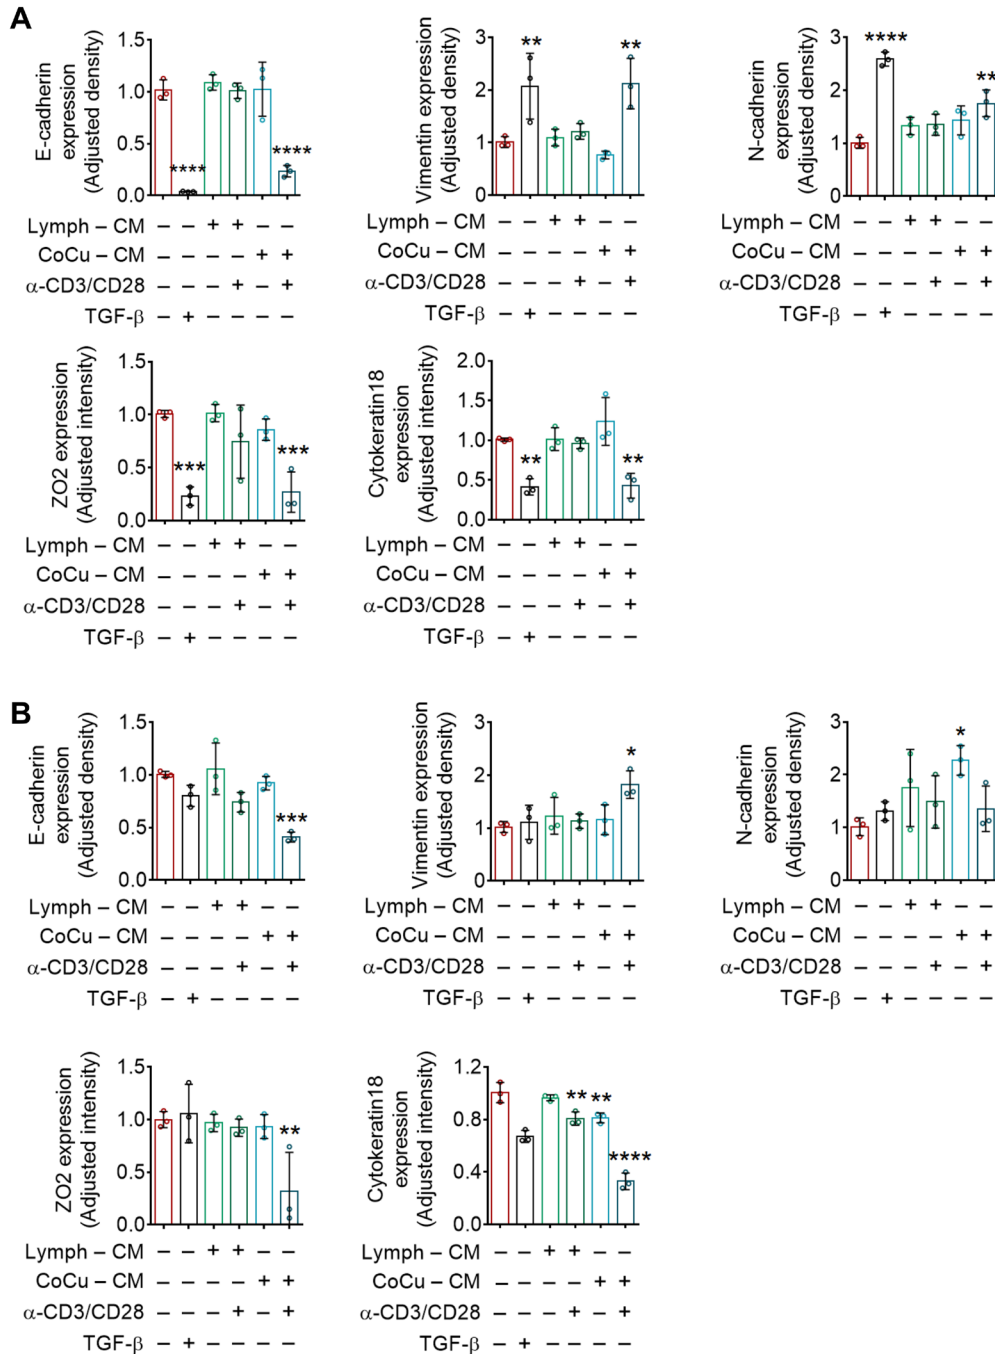 A
E-cadherin
expression
(Adjusted density)
1.5
1.0
0.5
0.0
****
****
Lymph – CM – – + + – –
CoCu – CM – – – – + +
α-CD3/CD28 – – – + – +
TGF-β – + – – – –
Vimentin expression
(Adjusted density)
3
2
1
0
**
**
Lymph – CM – – + + – –
CoCu – CM – – – – + +
α-CD3/CD28 – – – + – +
TGF-β – + – – – –
N-cadherin
expression
(Adjusted density)
3
2
1
0
****
**
Lymph – CM – – + + – –
CoCu – CM – – – – + +
α-CD3/CD28 – – – + – +
TGF-β – + – – – –
ZO2 expression
(Adjusted intensity)
1.5
1.0
0.5
0.0
***
***
Lymph – CM – – + + – –
CoCu – CM – – – – + +
α-CD3/CD28 – – – + – +
TGF-β – + – – – –
Cytokeratin18
expression
(Adjusted intensity)
2.0
1.5
1.0
0.5
0.0
**
**
Lymph – CM – – + + – –
CoCu – CM – – – – + +
α-CD3/CD28 – – – + – +
TGF-β – + – – – –
B
E-cadherin
expression
(Adjusted density)
1.5
1.0
0.5
0.0
***
Lymph – CM – – + + – –
CoCu – CM – – – – + +
α-CD3/CD28 – – – + – +
TGF-β – + – – – –
Vimentin expression
(Adjusted density)
3
2
1
0
*
Lymph – CM – – + + – –
CoCu – CM – – – – + +
α-CD3/CD28 – – – + – +
TGF-β – + – – – –
N-cadherin
expression
(Adjusted density)
3
2
1
0
*
Lymph – CM – – + + – –
CoCu – CM – – – – + +
α-CD3/CD28 – – – + – +
TGF-β – + – – – –
ZO2 expression
(Adjusted intensity)
1.5
1.0
0.5
0.0
**
Lymph – CM – – + + – –
CoCu – CM – – – – + +
α-CD3/CD28 – – – + – +
TGF-β – + – – – –
Cytokeratin18
expression
(Adjusted intensity)
1.2
0.8
0.4
0.0
** ** ****
Lymph – CM – – + + – –
CoCu – CM – – – – + +
α-CD3/CD28 – – – + – +
TGF-β – + – – – –